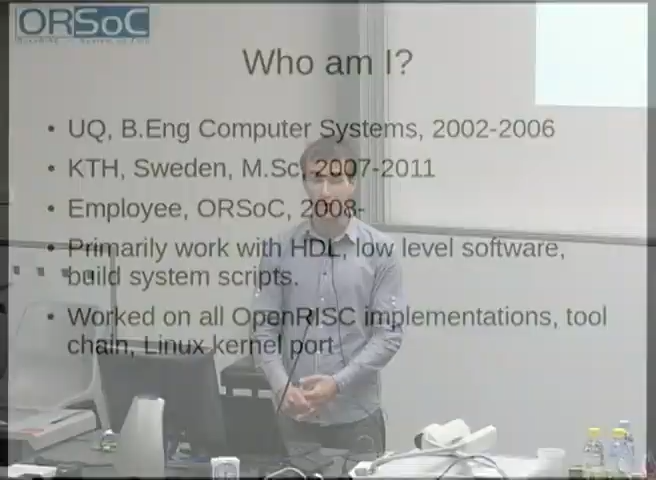 ORSoC
Who am I?
• UQ, B.Eng Computer Systems, 2002-2006
• KTH, Sweden, M.Sc, 2007-2011
• Employee, ORSoC, 2008-
• Primarily work with HDL, low level software,
build system scripts.
• Worked on all OpenRISC implementations, tool
chain, Linux kernel port